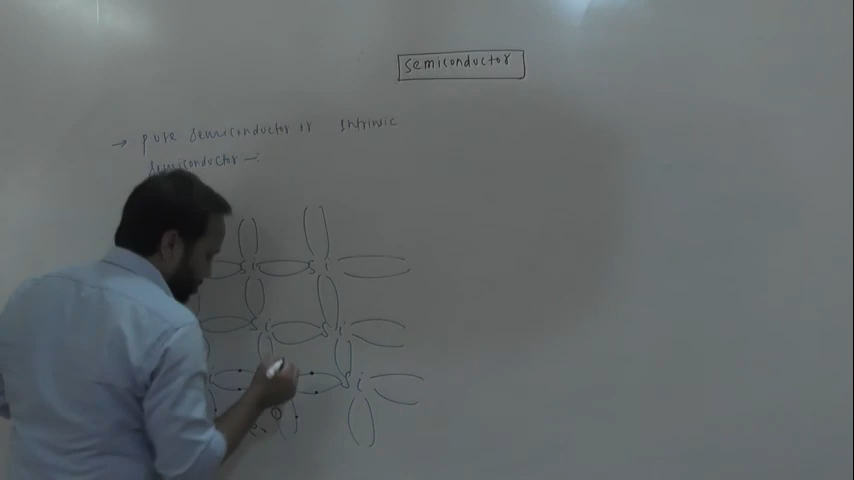 semiconductor
→ pure semiconductor or intrinsic
semiconductor -:
si si
si si
si